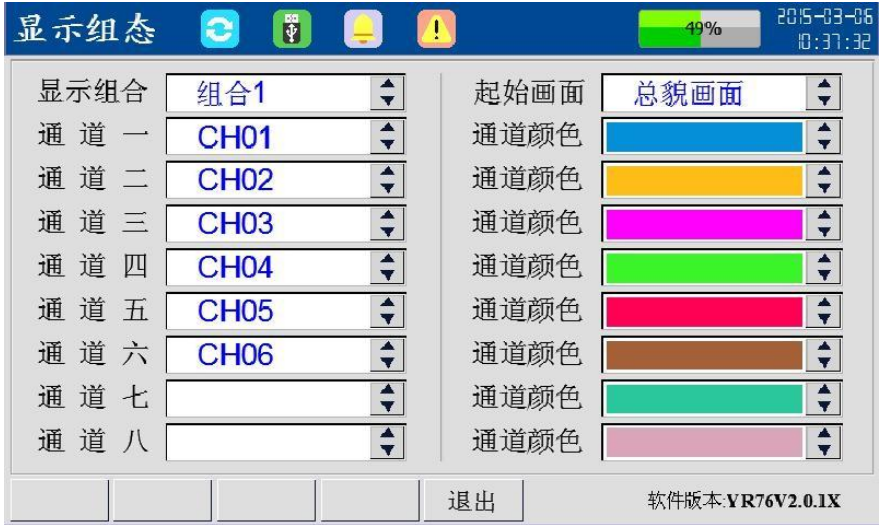 显示组态 49% 2015-03-06
10:37:32
显示组合 组合1 起始画面 总貌画面
通道一 CH01 通道颜色
通道二 CH02 通道颜色
通道三 CH03 通道颜色
通道四 CH04 通道颜色
通道五 CH05 通道颜色
通道六 CH06 通道颜色
通道七 通道颜色
通道八 通道颜色
退出 软件版本:YR76V2.0.1X